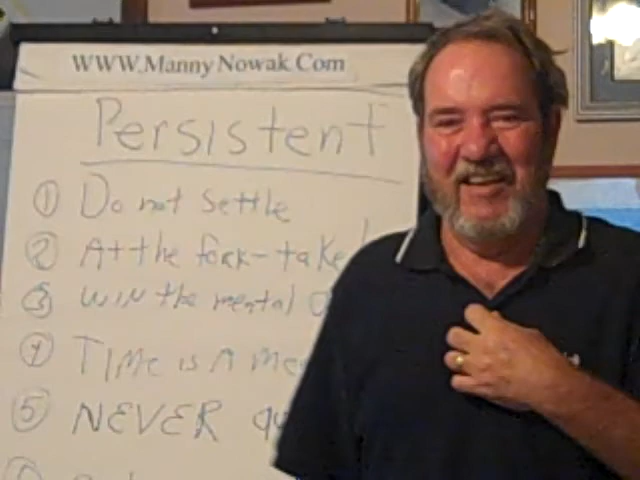 WWW.Manny Nowak.Com
Persistent
① Do not settle
② At the fork-take
③ WIN the mental
④ TIMe is A
⑤ NEVER